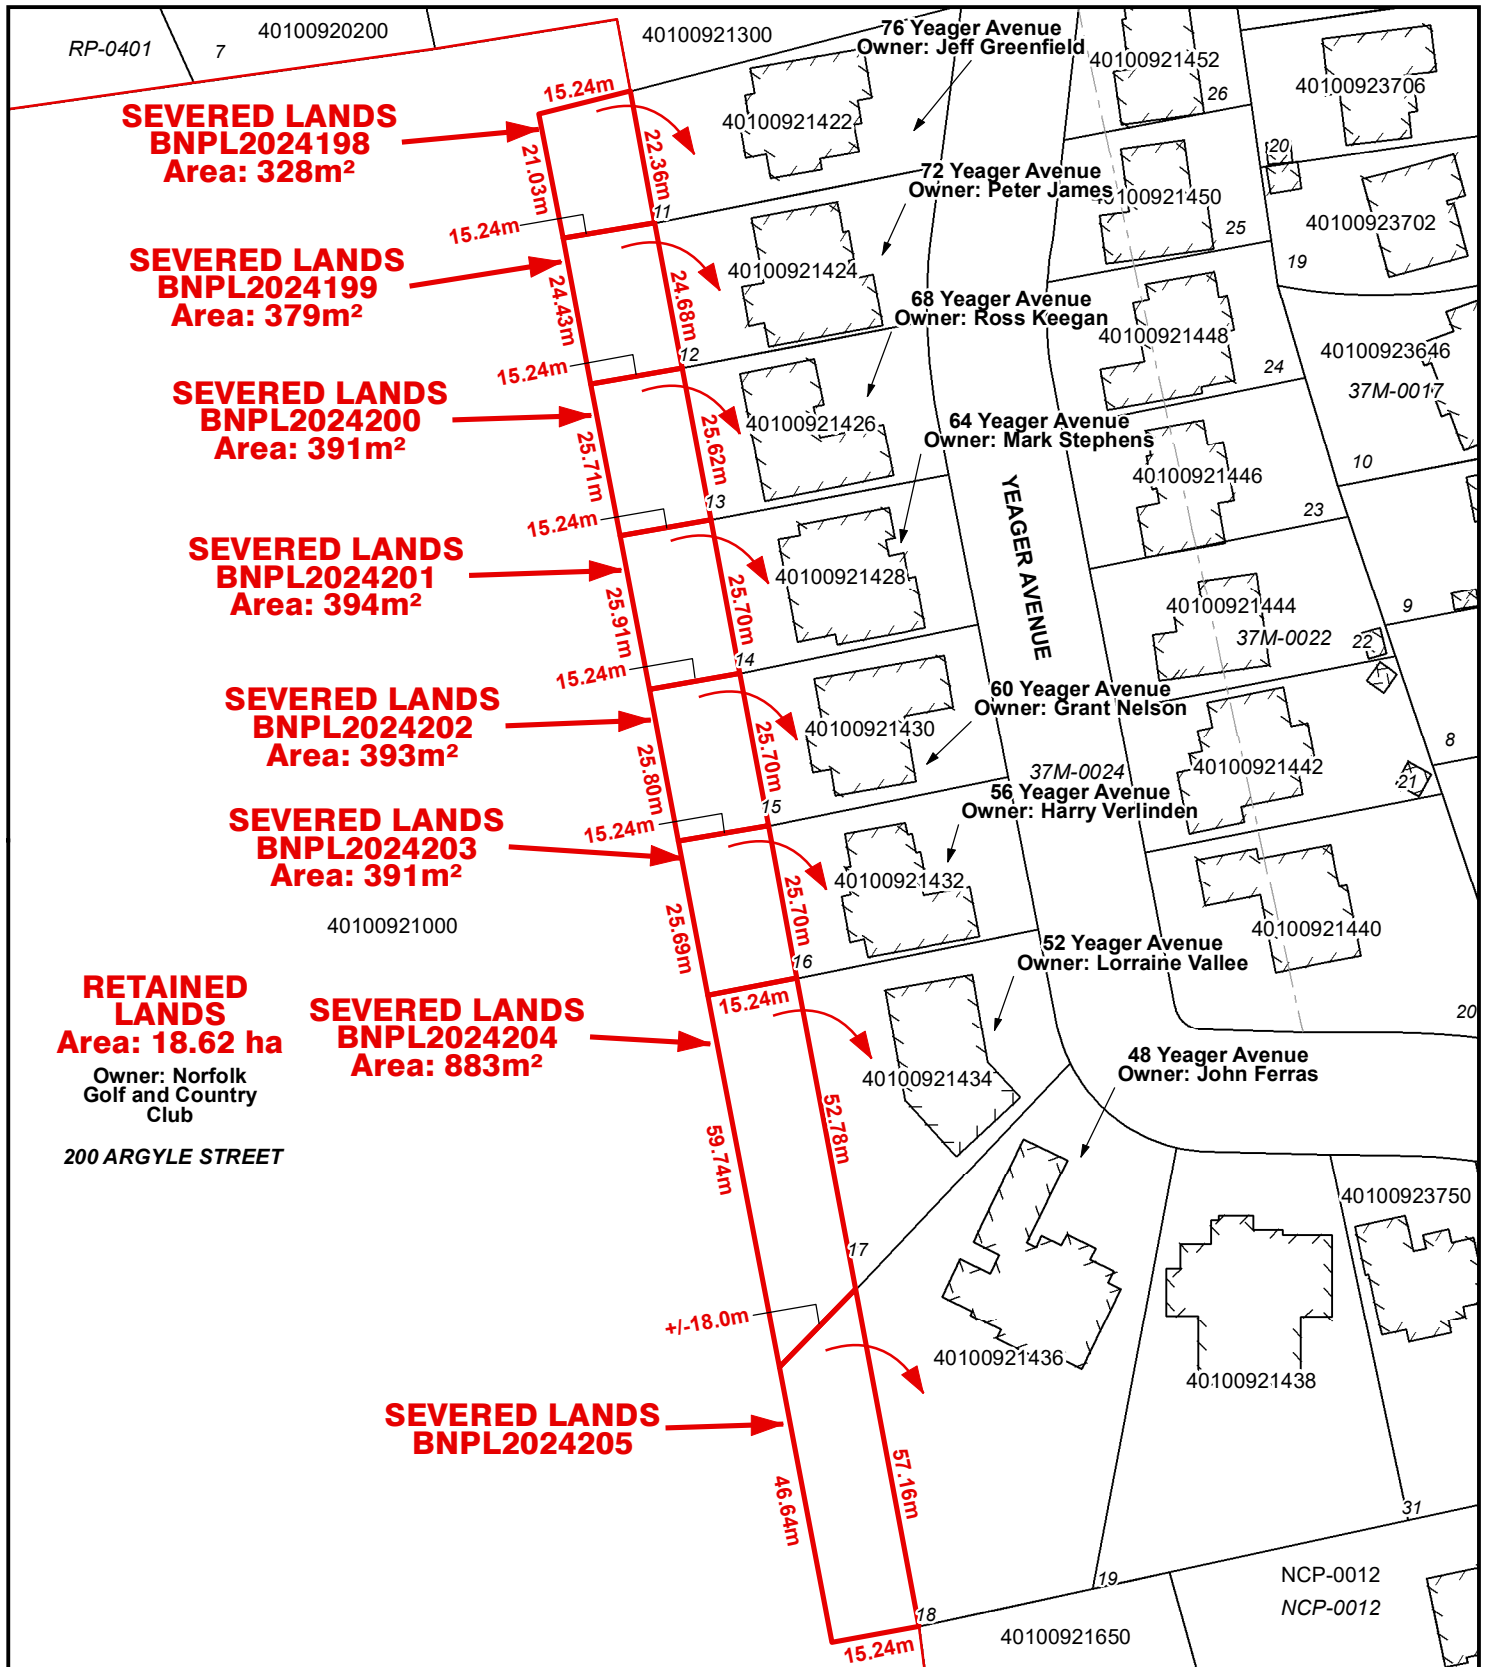 RP-0401
7
40100920200
40100921300
76 Yeager Avenue
Owner: Jeff Greenfield
40100921452
26
40100923706
15.24m
SEVERED LANDS
BNPL2024198
Area: 328m²
21.03m
22.36m
40100921422
20
72 Yeager Avenue
Owner: Peter James
40100921450
25
40100923702
19
11
15.24m
SEVERED LANDS
BNPL2024199
Area: 379m²
24.43m
24.68m
40100921424
68 Yeager Avenue
Owner: Ross Keegan
40100921448
24
40100923646
37M-0017
12
15.24m
SEVERED LANDS
BNPL2024200
Area: 391m²
25.71m
25.62m
40100921426
64 Yeager Avenue
Owner: Mark Stephens
40100921446
23
10
13
15.24m
YEAGER AVENUE
SEVERED LANDS
BNPL2024201
Area: 394m²
25.91m
25.70m
40100921428
40100921444
37M-0022
9
22
14
15.24m
SEVERED LANDS
BNPL2024202
Area: 393m²
25.80m
25.70m
40100921430
60 Yeager Avenue
Owner: Grant Nelson
37M-0024
40100921442
8
21
15
15.24m
SEVERED LANDS
BNPL2024203
Area: 391m²
25.69m
25.70m
40100921432
56 Yeager Avenue
Owner: Harry Verlinden
40100921440
40100921000
16
15.24m
52 Yeager Avenue
Owner: Lorraine Vallee
20
RETAINED
LANDS
Area: 18.62 ha
Owner: Norfolk
Golf and Country
Club
200 ARGYLE STREET
SEVERED LANDS
BNPL2024204
Area: 883m²
59.74m
52.78m
40100921434
48 Yeager Avenue
Owner: John Ferras
40100923750
17
+/-18.0m
40100921436
40100921438
SEVERED LANDS
BNPL2024205
46.64m
57.16m
31
19
18
15.24m
40100921650
NCP-0012
NCP-0012